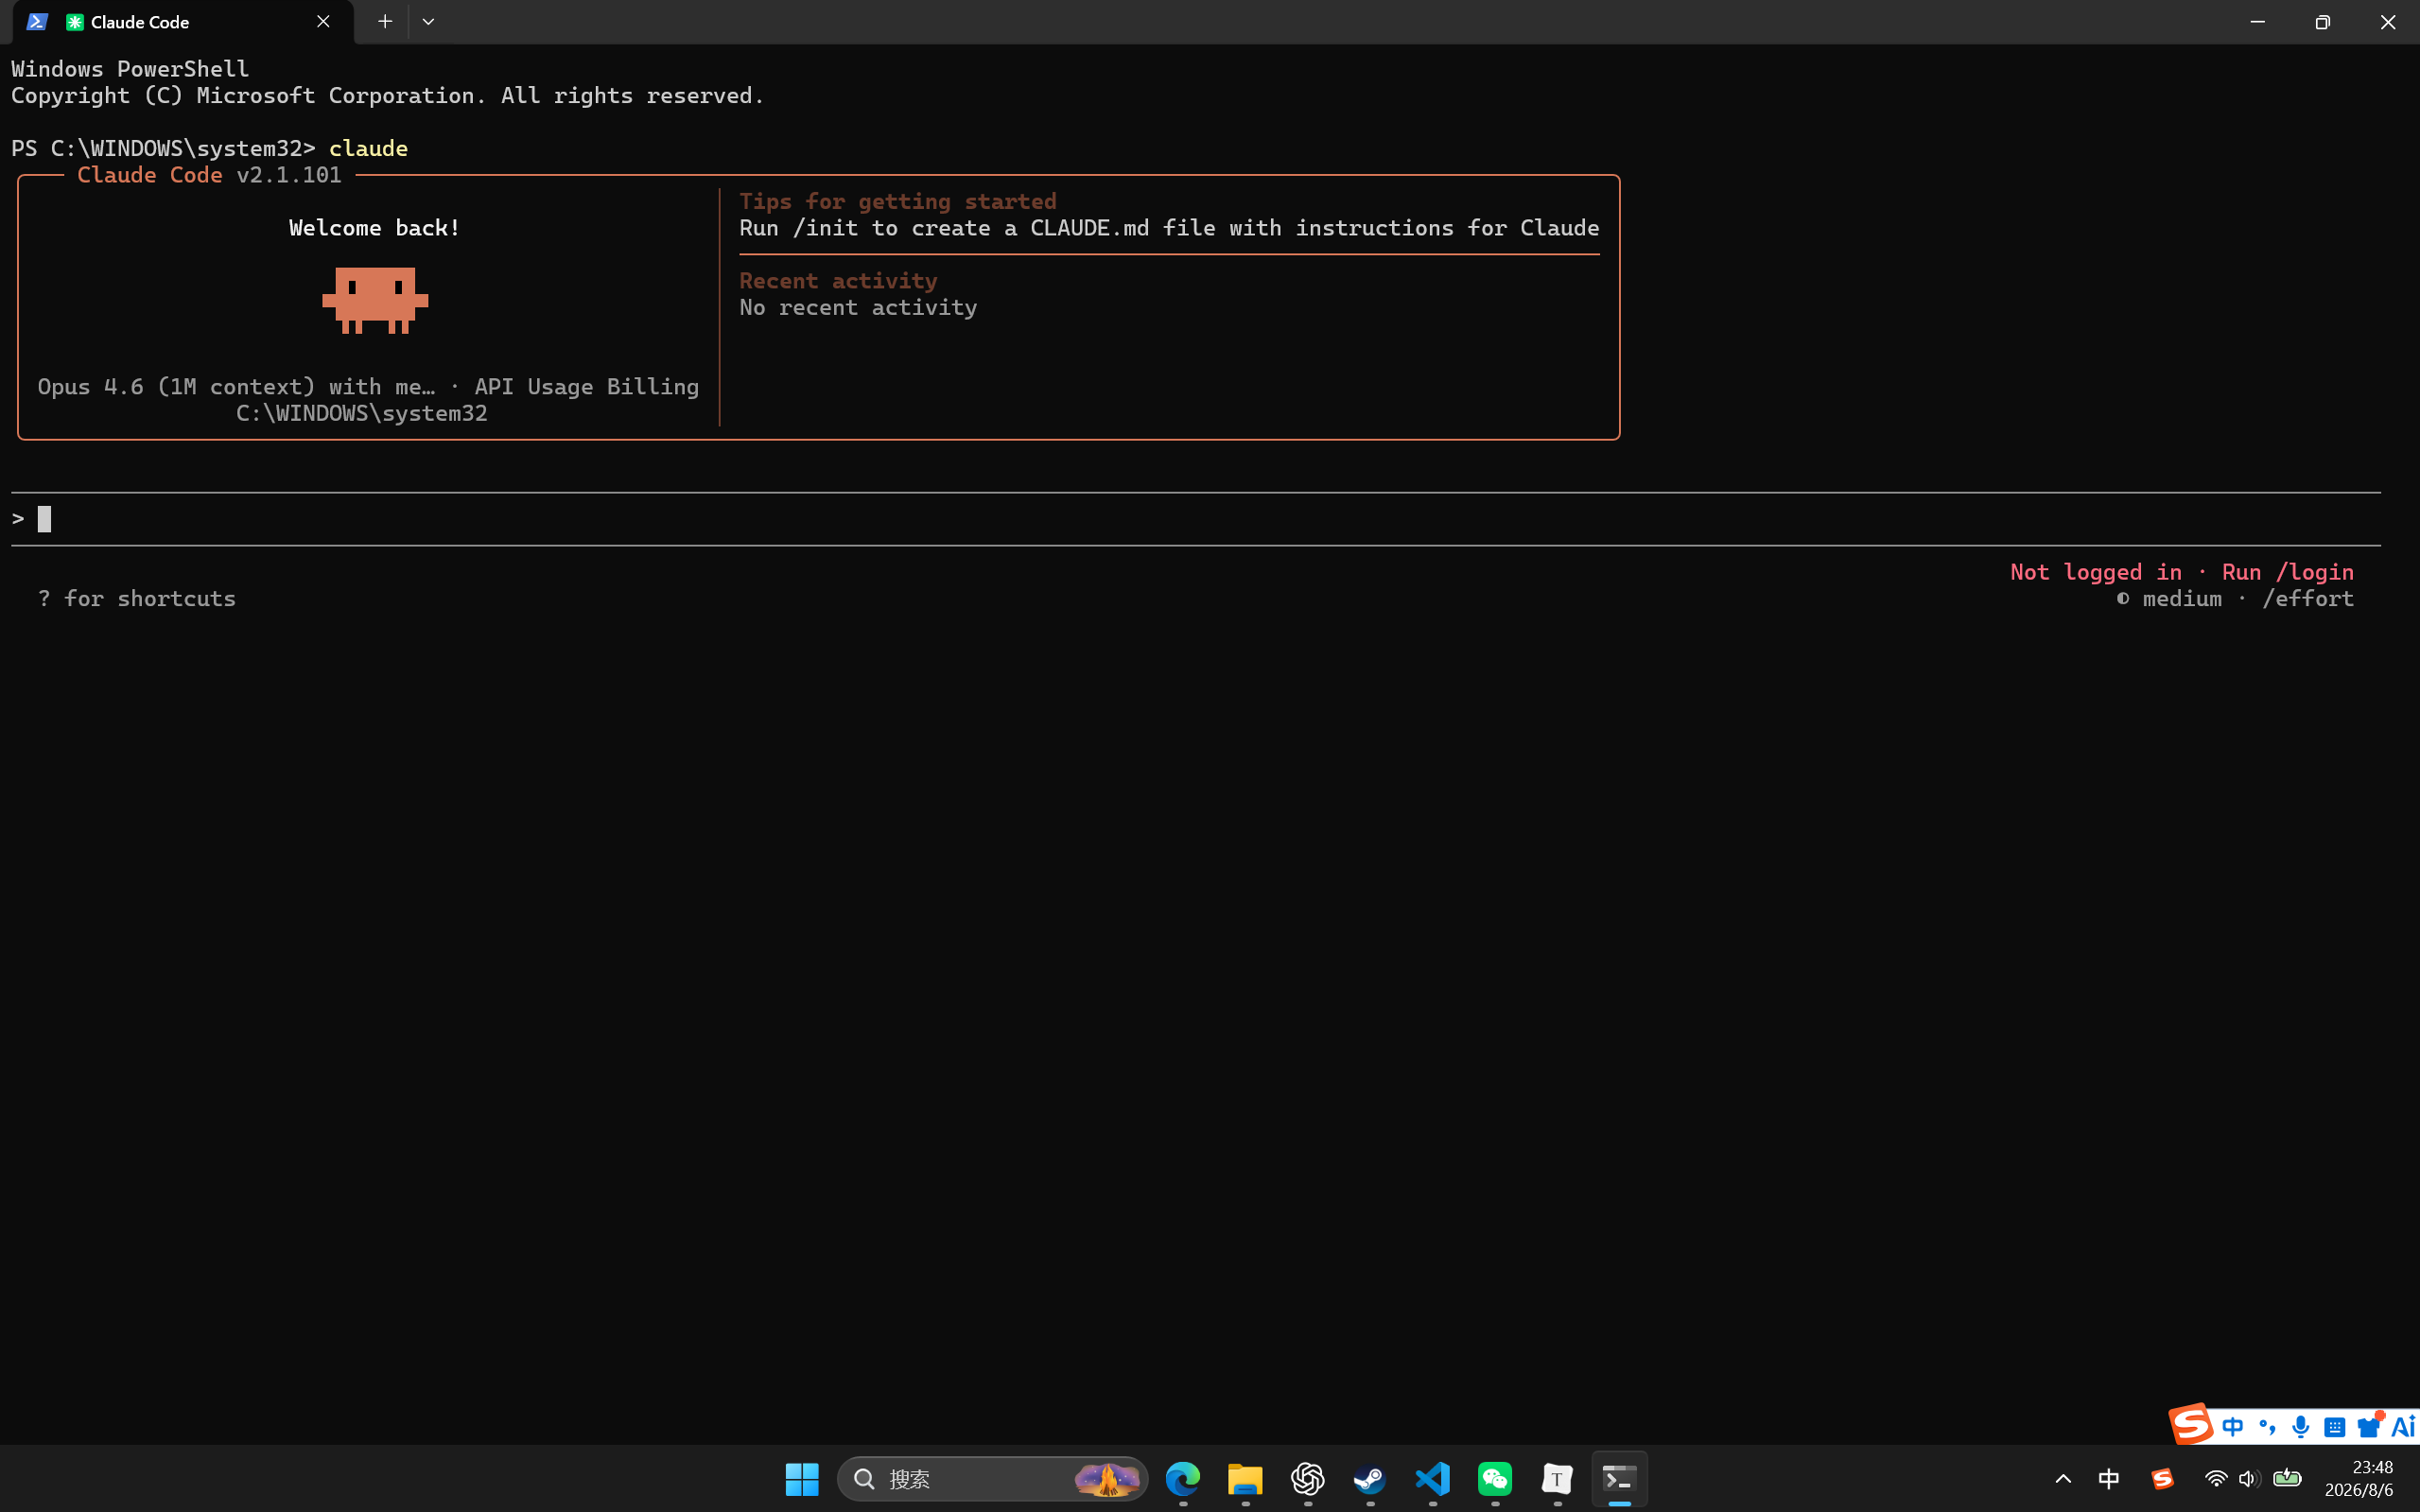 Claude Code
Windows PowerShell
Copyright (C) Microsoft Corporation. All rights reserved.
PS C:\WINDOWS\system32> claude
Claude Code v2.1.101
Welcome back!
Opus 4.6 (1M context) with me… · API Usage Billing
C:\WINDOWS\system32
Tips for getting started
Run /init to create a CLAUDE.md file with instructions for Claude
Recent activity
No recent activity
>
Not logged in · Run /login
? for shortcuts
◐ medium · /effort
S 中 Ai
搜索
T
中
S
23:48
2026/8/6